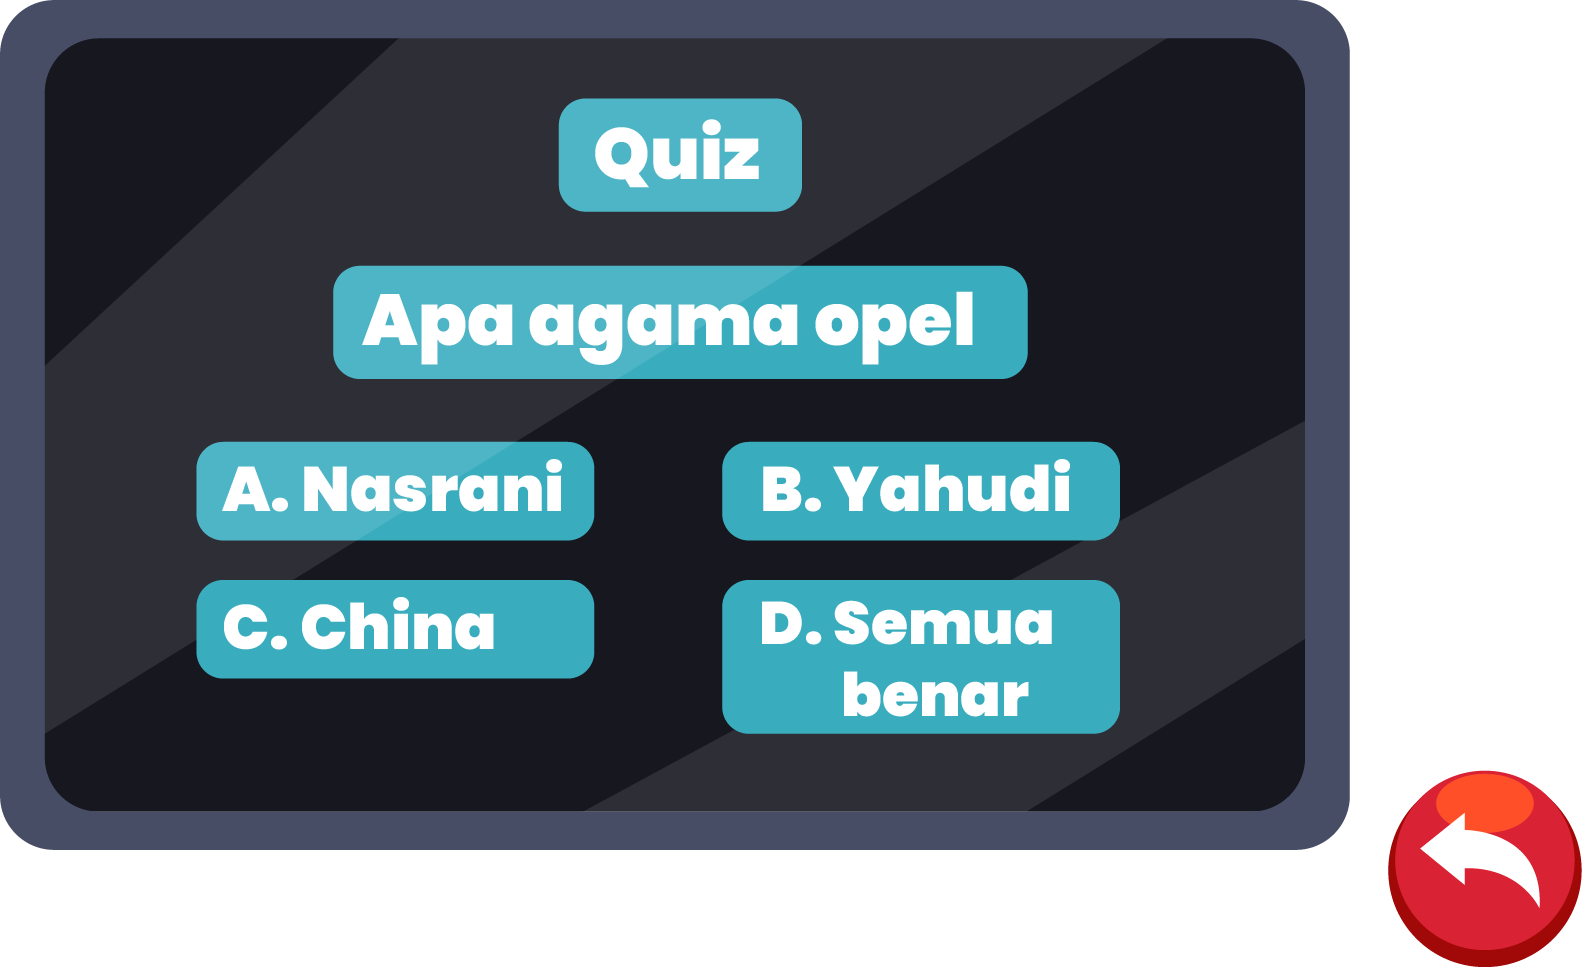 Quiz
Apa agama opel
A. Nasrani
B. Yahudi
C. China
D. Semua
benar